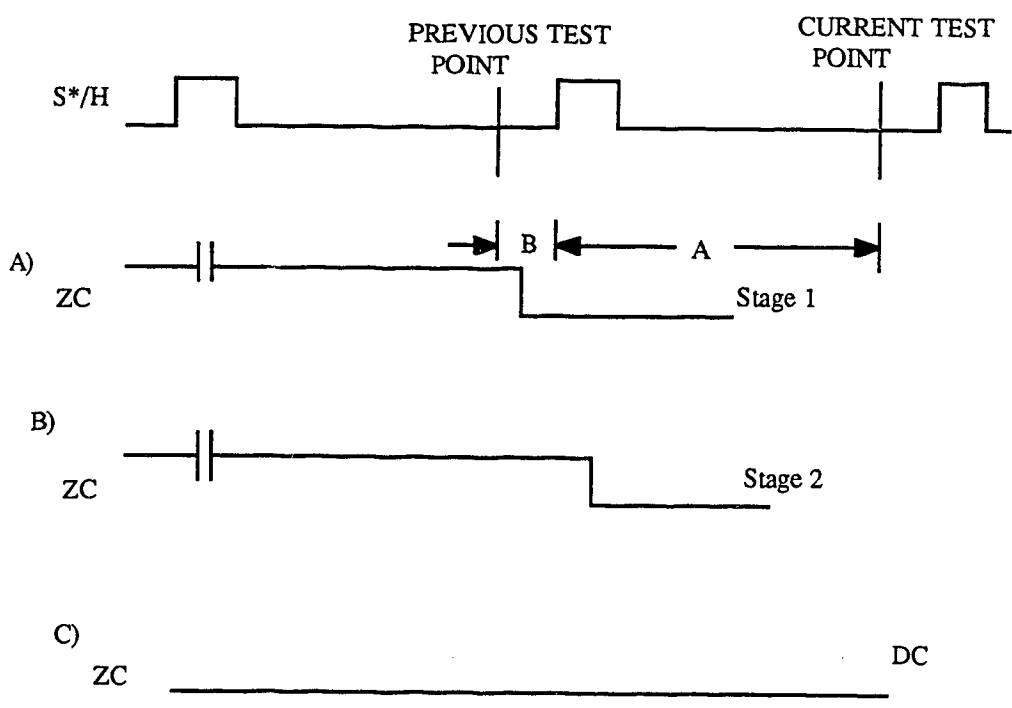 PREVIOUS TEST
POINT
CURRENT TEST
POINT
S*/H
B
A
A)
ZC
Stage 1
B)
ZC
Stage 2
C)
ZC
DC